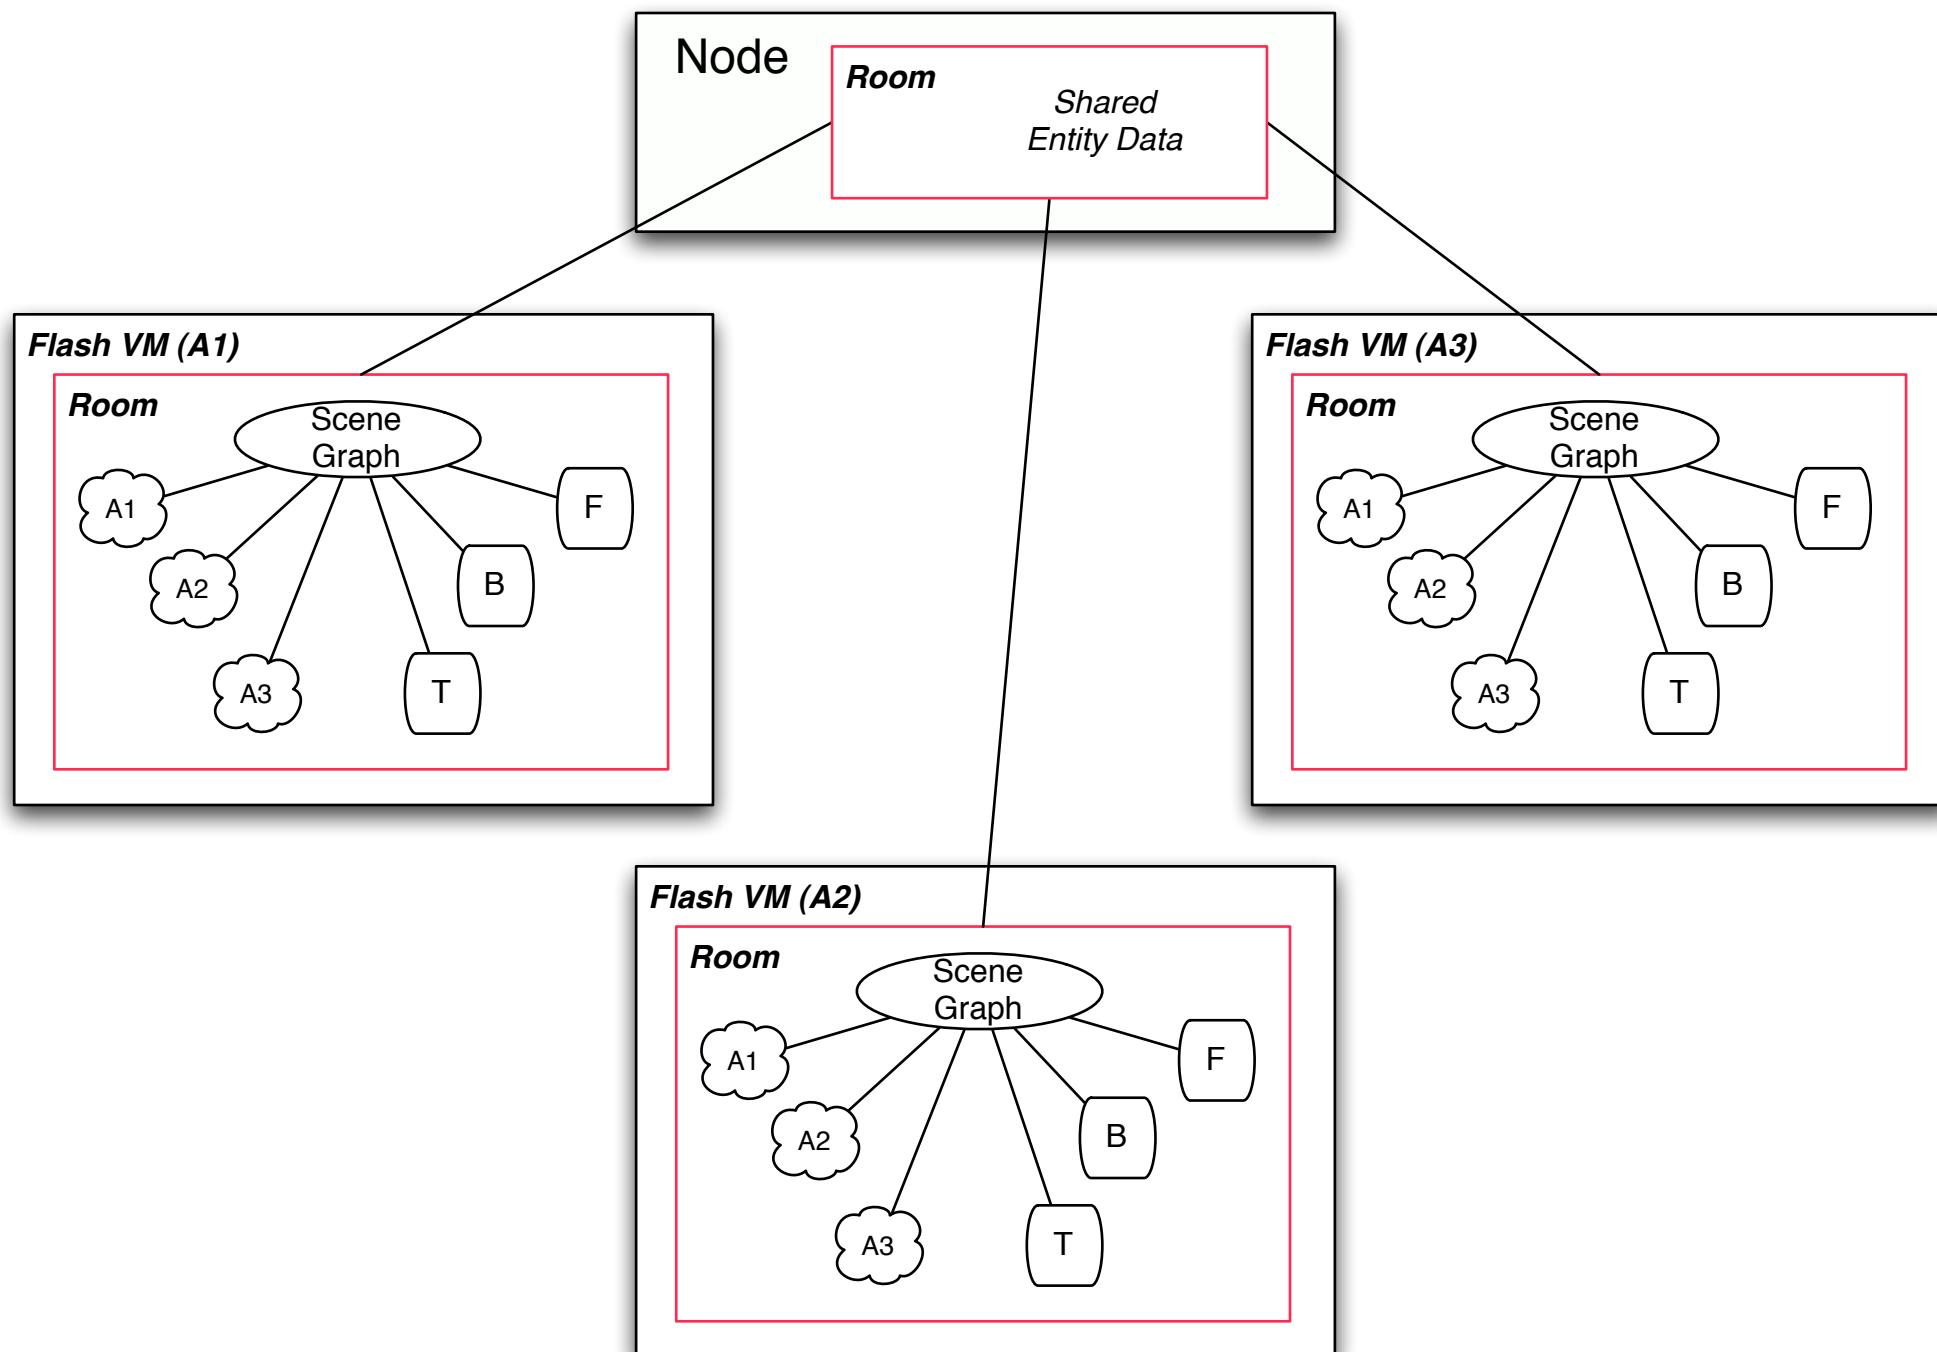 Node
Room
Shared
Entity Data
Flash VM (A1)
Room
Scene
Graph
A1
A2
A3
T
B
F
Flash VM (A3)
Room
Scene
Graph
A1
A2
A3
T
B
F
Flash VM (A2)
Room
Scene
Graph
A1
A2
A3
T
B
F